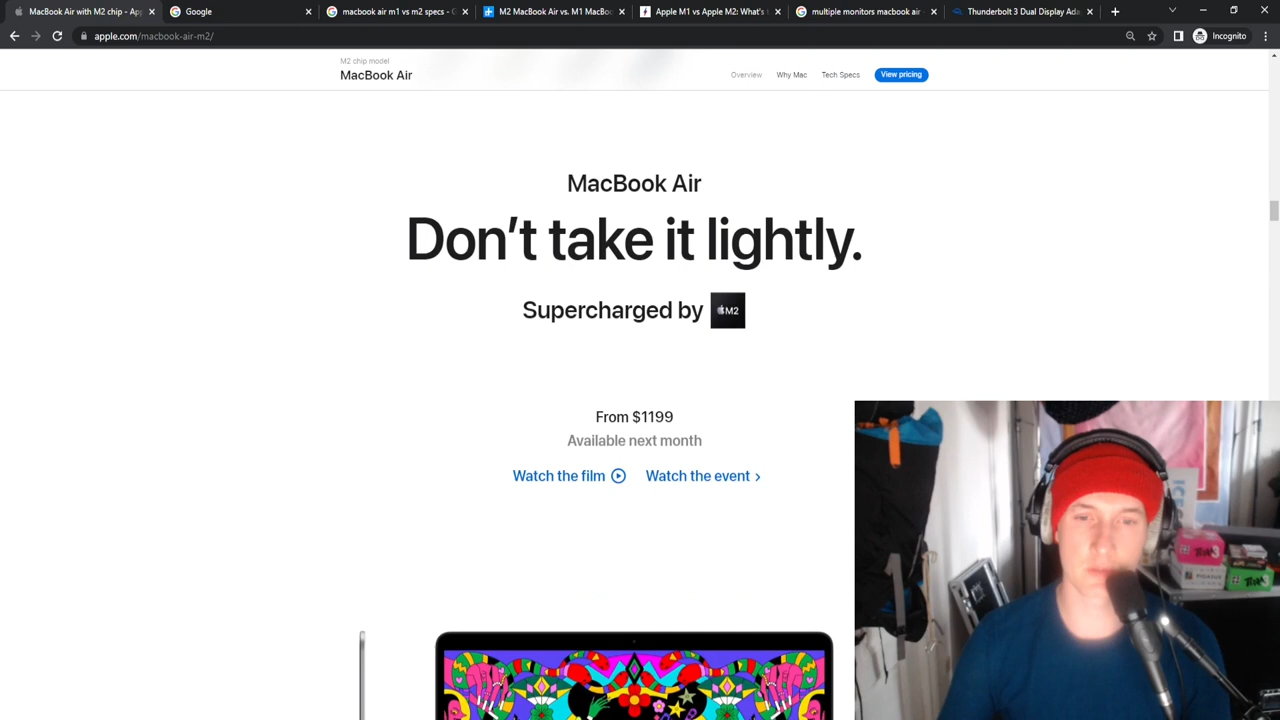 MacBook Air with M2 chip - App
Google
macbook air m1 vs m2 specs - G
M2 MacBook Air vs. M1 Macbo
Apple M1 vs Apple M2: What's t
multiple monitors macbook air
Thunderbolt 3 Dual Display Ada
apple.com/macbook-air-m2/
Incognito
M2 chip model
MacBook Air
Overview
Why Mac
Tech Specs
View pricing
MacBook Air
Don't take it lightly.
Supercharged by M2
From $1199
Available next month
Watch the film
Watch the event